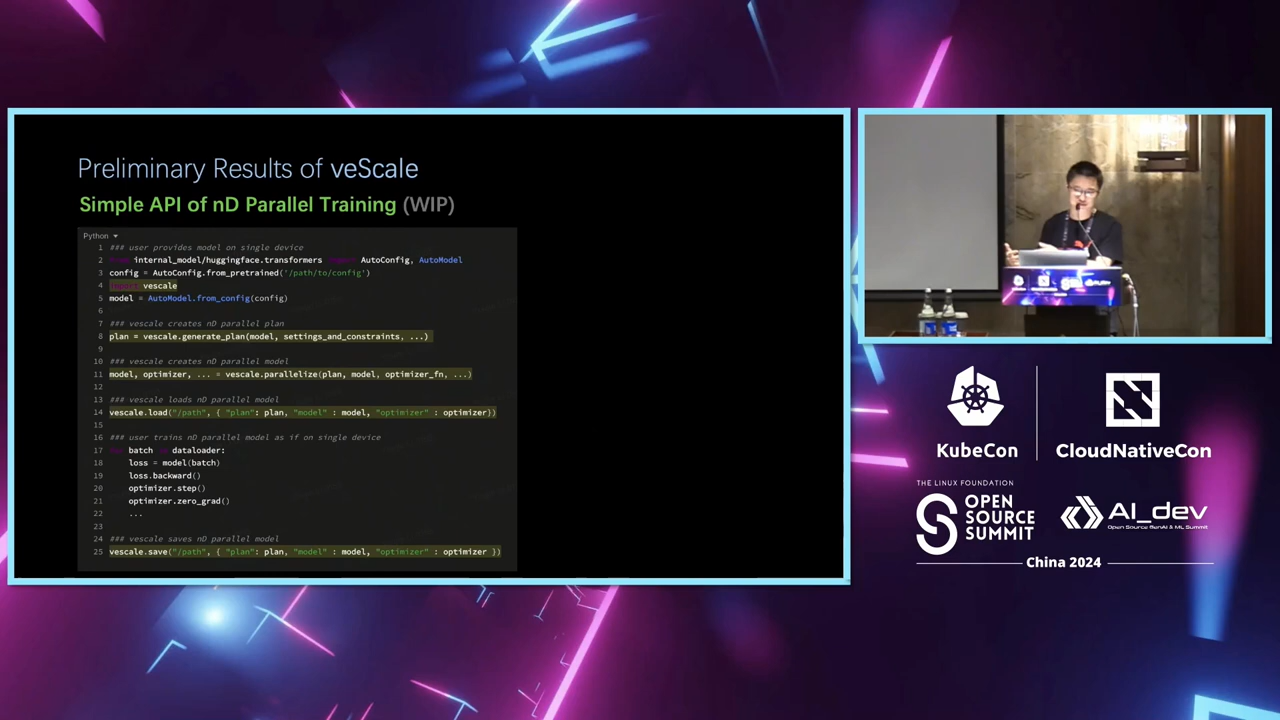 Preliminary Results of veScale
Simple API of nD Parallel Training (WIP)
Python
1 ### user provides model on single device
2 from internal_model/huggingface.transformers import AutoConfig, AutoModel
3 config = AutoConfig.from_pretrained('/path/to/config')
4 import vescale
5 model = AutoModel.from_config(config)
6
7 ### vescale creates nD parallel plan
8 plan = vescale.generate_plan(model, settings_and_constraints, ...)
9
10 ### vescale creates nD parallel model
11 model, optimizer, ... = vescale.parallelize(plan, model, optimizer_fn, ...)
12
13 ### vescale loads nD parallel model
14 vescale.load("/path", { "plan": plan, "model" : model, "optimizer" : optimizer})
15
16 ### user trains nD parallel model as if on single device
17 for batch in dataloader:
18 loss = model(batch)
19 loss.backward()
20 optimizer.step()
21 optimizer.zero_grad()
22 ...
23
24 ### vescale saves nD parallel model
25 vescale.save("/path", { "plan": plan, "model" : model, "optimizer" : optimizer })
KubeCon
CloudNativeCon
THE LINUX FOUNDATION
OPEN
SOURCE
SUMMIT
AI_dev
Open Source GenAI & ML Summit
China 2024